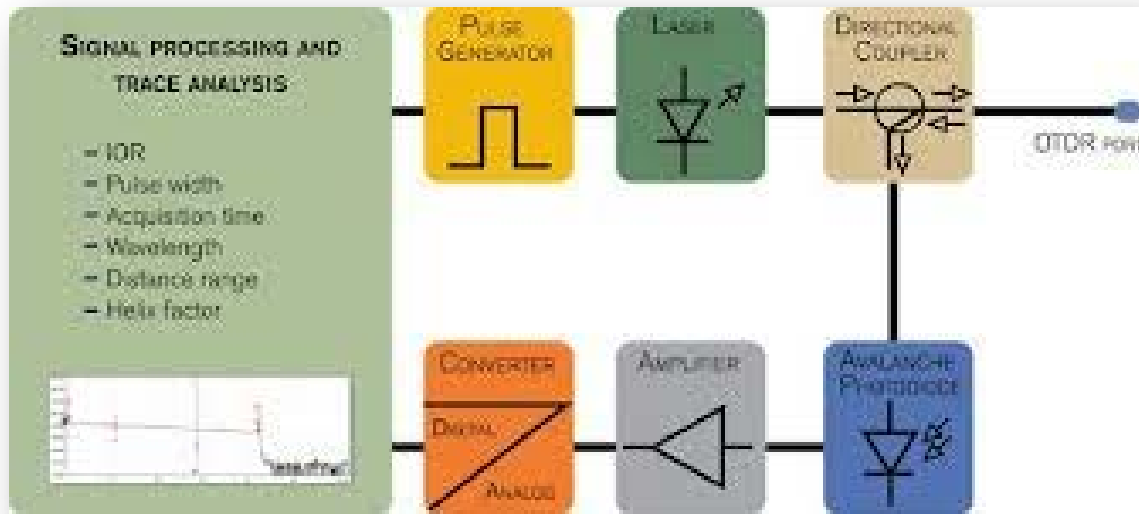 SIGNAL PROCESSING AND
TRACE ANALYSIS
– IOR
– Pulse width
– Acquisition time
– Wavelength
– Distance range
– Helix factor
PULSE
GENERATOR
LASER
DIRECTIONAL
COUPLER
OTDR PORT
CONVERTER
DIGITAL
ANALOG
AMPLIFIER
AVALANCHE
PHOTODIODE